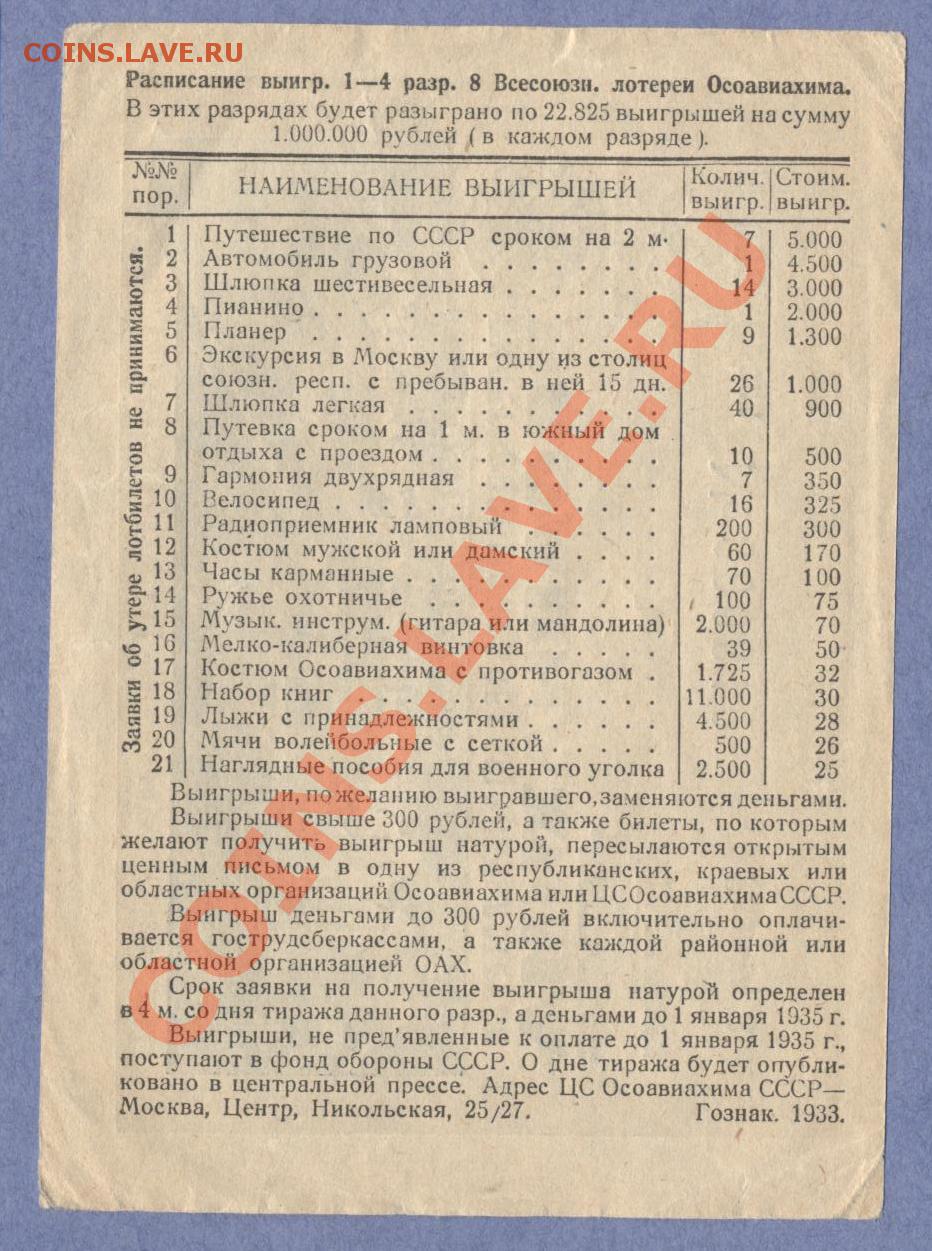 COINS.LAVE.RU
Расписание выигр. 1—4 разр. 8 Всесоюзн. лотереи Осоавиахима.
В этих разрядах будет разыграно по 22.825 выигрышей на сумму
1.000.000 рублей (в каждом разряде).
№№ пор. | НАИМЕНОВАНИЕ ВЫИГРЫШЕЙ | Колич. выигр. | Стоим. выигр.
1 Путешествие по СССР сроком на 2 м. 7 5.000
2 Автомобиль грузовой . . . . . . . . 1 4.500
3 Шлюпка шестивесельная . . . . . . . 14 3.000
4 Пианино . . . . . . . . . . . . . . . 1 2.000
5 Планер . . . . . . . . . . . . . . . 9 1.300
6 Экскурсия в Москву или одну из столиц
союзн. респ. с пребыван. в ней 15 дн. 26 1.000
7 Шлюпка легкая . . . . . . . . . . . 40 900
8 Путевка сроком на 1 м. в южный дом
отдыха с проездом . . . . . . . . . 10 500
9 Гармония двухрядная . . . . . . . . 7 350
10 Велосипед . . . . . . . . . . . . . . 16 325
11 Радиоприемник ламповый . . . . . . 200 300
12 Костюм мужской или дамский . . . . 60 170
13 Часы карманные . . . . . . . . . . . 70 100
14 Ружье охотничье . . . . . . . . . . 100 75
15 Музык. инструм. (гитара или мандолина) 2.000 70
16 Мелко-калиберная винтовка . . . . . 39 50
17 Костюм Осоавиахима с противогазом . 1.725 32
18 Набор книг . . . . . . . . . . . . . 11.000 30
19 Лыжи с принадлежностями . . . . . . 4.500 28
20 Мячи волейбольные с сеткой . . . . . 500 26
21 Наглядные пособия для военного уголка 2.500 25
Заявки об утере лотбилетов не принимаются.
Выигрыши, по желанию выигравшего, заменяются деньгами.
Выигрыши свыше 300 рублей, а также билеты, по которым
желают получить выигрыш натурой, пересылаются открытым
ценным письмом в одну из республиканских, краевых или
областных организаций Осоавиахима или ЦС Осоавиахима СССР.
Выигрыш деньгами до 300 рублей включительно оплачи-
вается гострудсберкассами, а также каждой районной или
областной организацией ОАХ.
Срок заявки на получение выигрыша натурой определен
в 4 м. со дня тиража данного разр., а деньгами до 1 января 1935 г.
Выигрыши, не пред'явленные к оплате до 1 января 1935 г.,
поступают в фонд обороны СССР. О дне тиража будет опубли-
ковано в центральной прессе. Адрес ЦС Осоавиахима СССР—
Москва, Центр, Никольская, 25/27. Гознак. 1933.
COINS.LAVE.RU